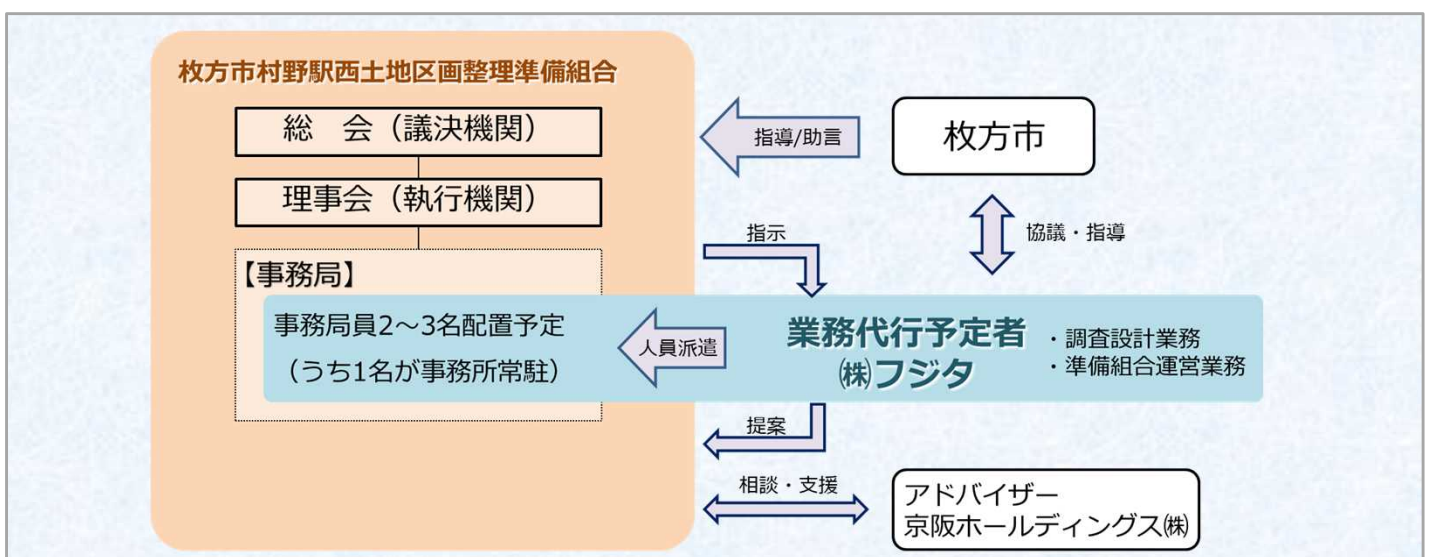 枚方市村野駅西土地区画整理準備組合
総　会（議決機関）
理事会（執行機関）
【事務局】
事務局員2～3名配置予定
（うち1名が事務所常駐）
人員派遣
指導/助言
枚方市
協議・指導
指示
業務代行予定者
㈱フジタ
・調査設計業務
・準備組合運営業務
提案
相談・支援
アドバイザー
京阪ホールディングス㈱